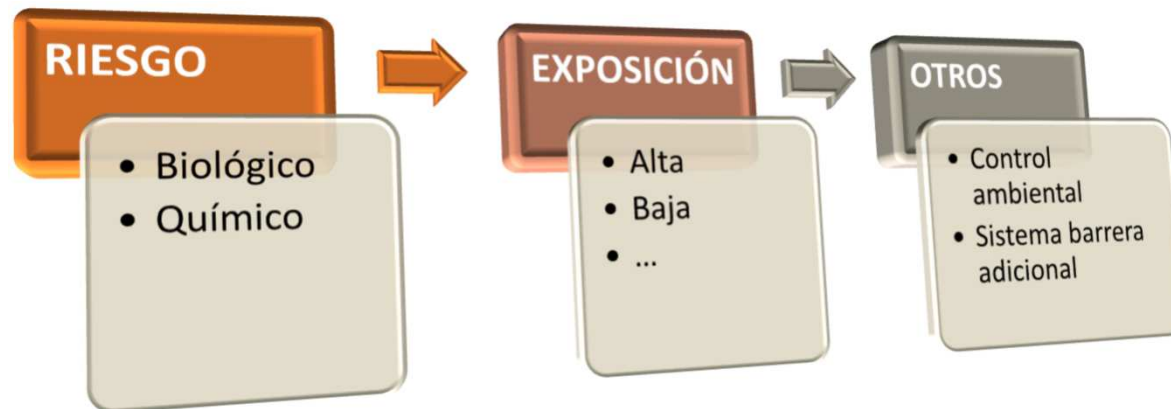 RIESGO
• Biológico
• Químico
EXPOSICIÓN
• Alta
• Baja
• ...
OTROS
• Control
ambiental
• Sistema barrera
adicional